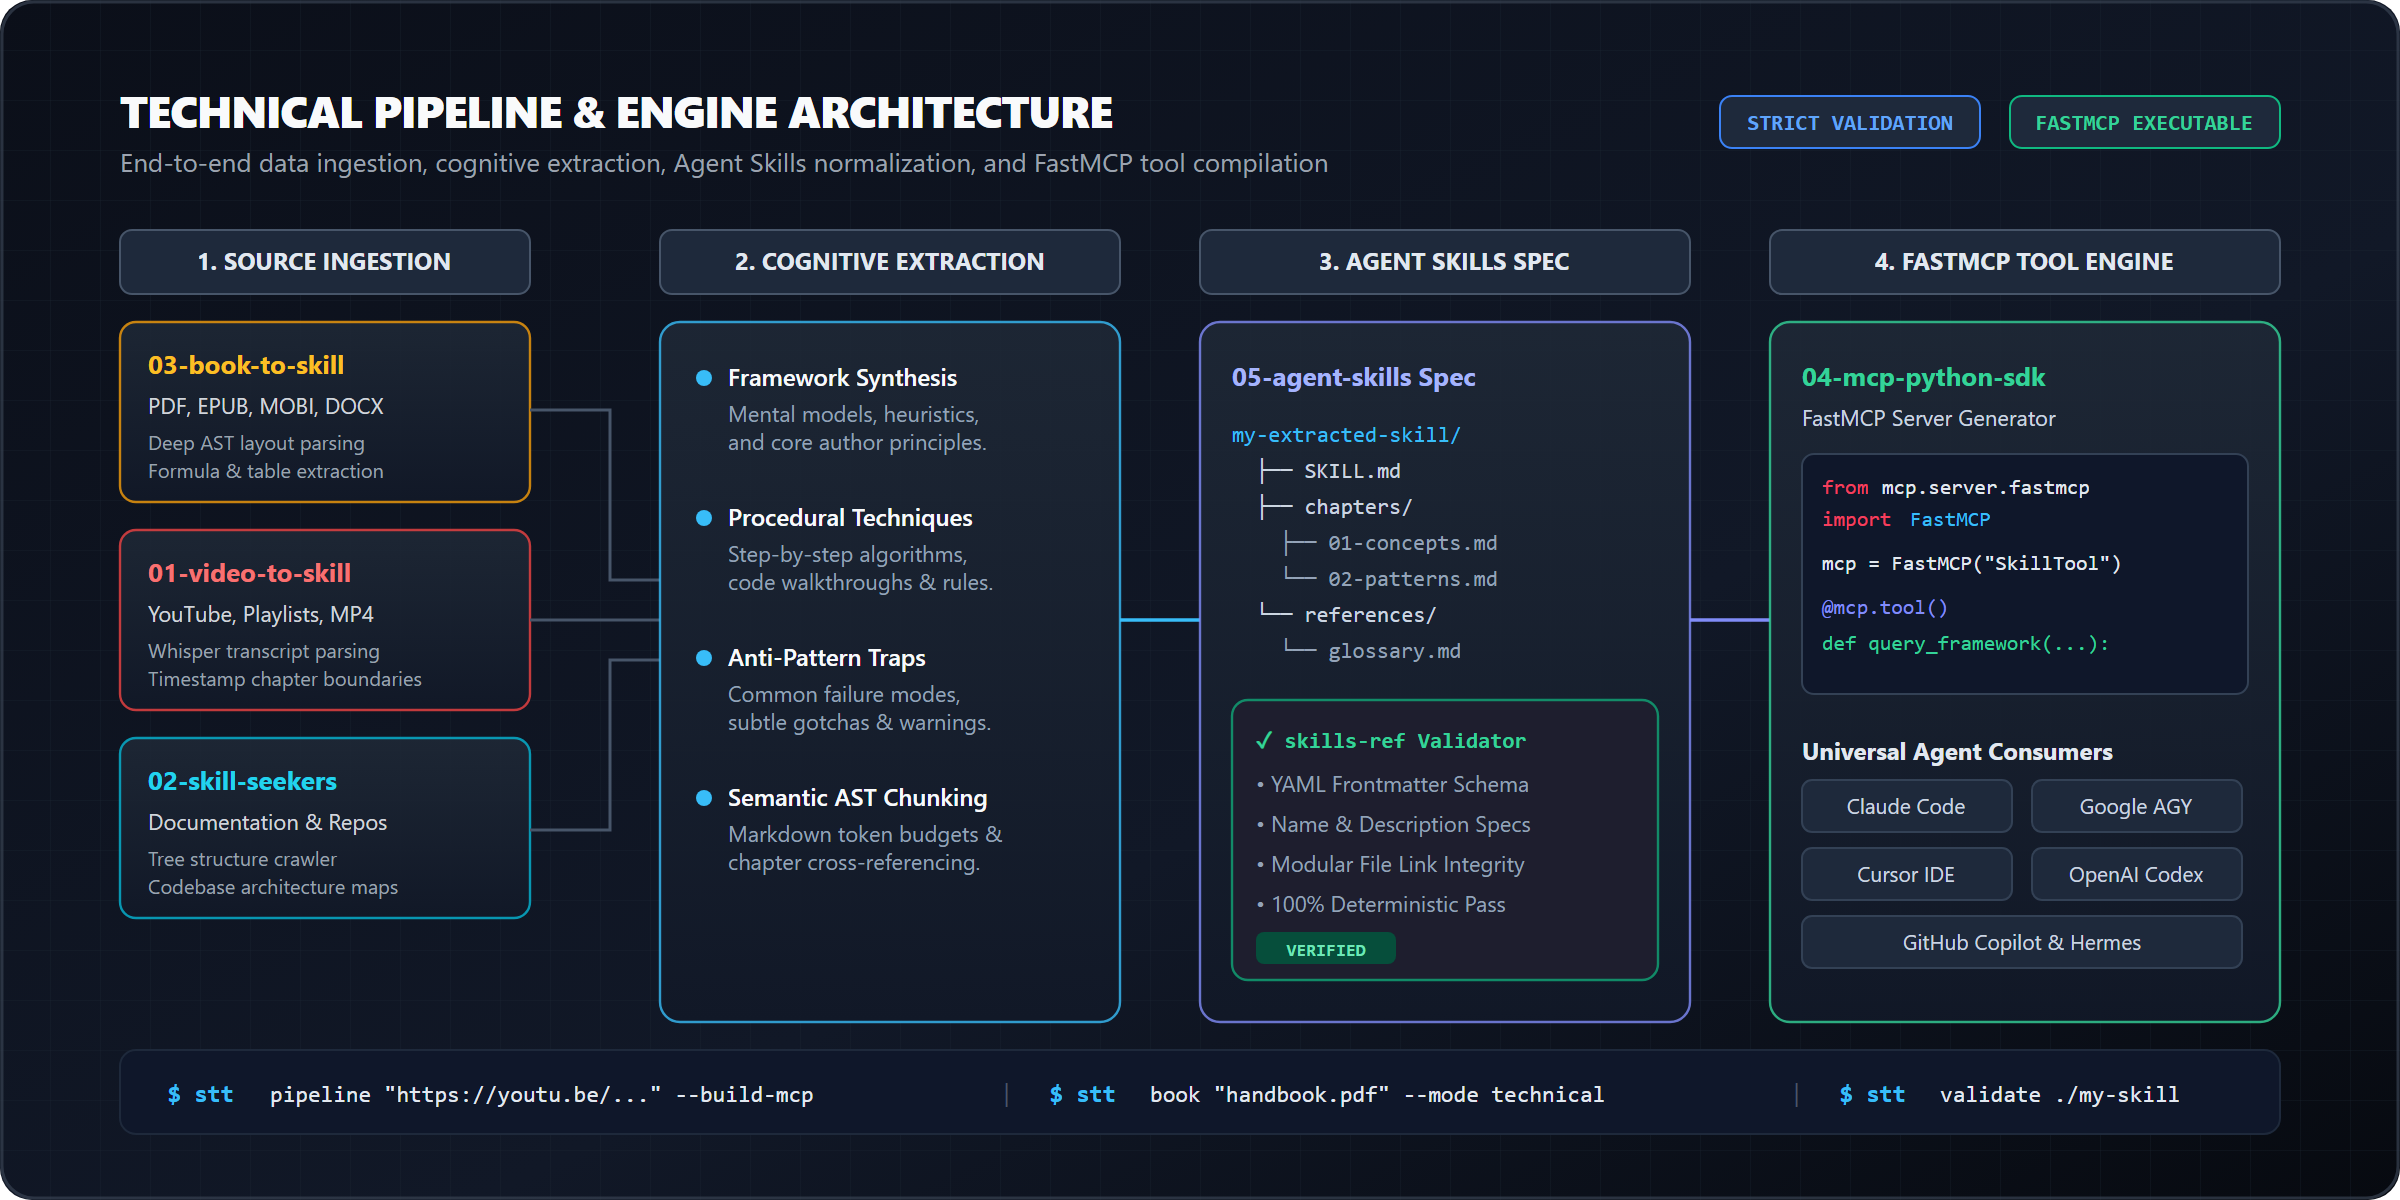 TECHNICAL PIPELINE & ENGINE ARCHITECTURE
End-to-end data ingestion, cognitive extraction, Agent Skills normalization, and FastMCP tool compilation
STRICT VALIDATION
FASTMCP EXECUTABLE
1. SOURCE INGESTION
03-book-to-skill
PDF, EPUB, MOBI, DOCX
Deep AST layout parsing
Formula & table extraction
01-video-to-skill
YouTube, Playlists, MP4
Whisper transcript parsing
Timestamp chapter boundaries
02-skill-seekers
Documentation & Repos
Tree structure crawler
Codebase architecture maps
2. COGNITIVE EXTRACTION
Framework Synthesis
Mental models, heuristics,
and core author principles.
Procedural Techniques
Step-by-step algorithms,
code walkthroughs & rules.
Anti-Pattern Traps
Common failure modes,
subtle gotchas & warnings.
Semantic AST Chunking
Markdown token budgets &
chapter cross-referencing.
3. AGENT SKILLS SPEC
05-agent-skills Spec
my-extracted-skill/
├── SKILL.md
├── chapters/
├── 01-concepts.md
└── 02-patterns.md
└── references/
└── glossary.md
✓ skills-ref Validator
• YAML Frontmatter Schema
• Name & Description Specs
• Modular File Link Integrity
• 100% Deterministic Pass
VERIFIED
4. FASTMCP TOOL ENGINE
04-mcp-python-sdk
FastMCP Server Generator
from mcp.server.fastmcp
import FastMCP
mcp = FastMCP("SkillTool")
@mcp.tool()
def query_framework(...):
Universal Agent Consumers
Claude Code
Google AGY
Cursor IDE
OpenAI Codex
GitHub Copilot & Hermes
$ stt pipeline "https://youtu.be/..." --build-mcp
| $ stt book "handbook.pdf" --mode technical
| $ stt validate ./my-skill